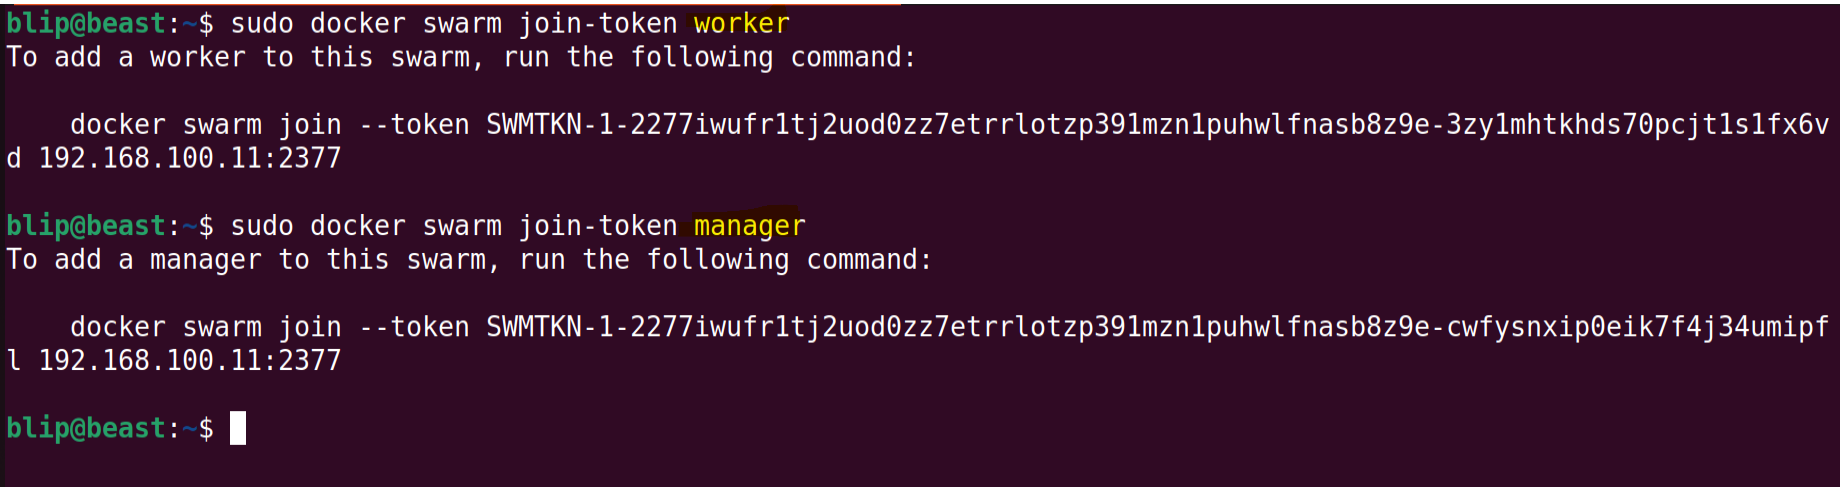 blip@beast:~$ sudo docker swarm join-token worker
To add a worker to this swarm, run the following command:
docker swarm join --token SWMTKN-1-2277iwufr1tj2uod0zz7etrrlotzp391mzn1puhwlfnasb8z9e-3zy1mhtkhds70pcjt1s1fx6v
d 192.168.100.11:2377
blip@beast:~$ sudo docker swarm join-token manager
To add a manager to this swarm, run the following command:
docker swarm join --token SWMTKN-1-2277iwufr1tj2uod0zz7etrrlotzp391mzn1puhwlfnasb8z9e-cwfysnxip0eik7f4j34umipf
l 192.168.100.11:2377
blip@beast:~$